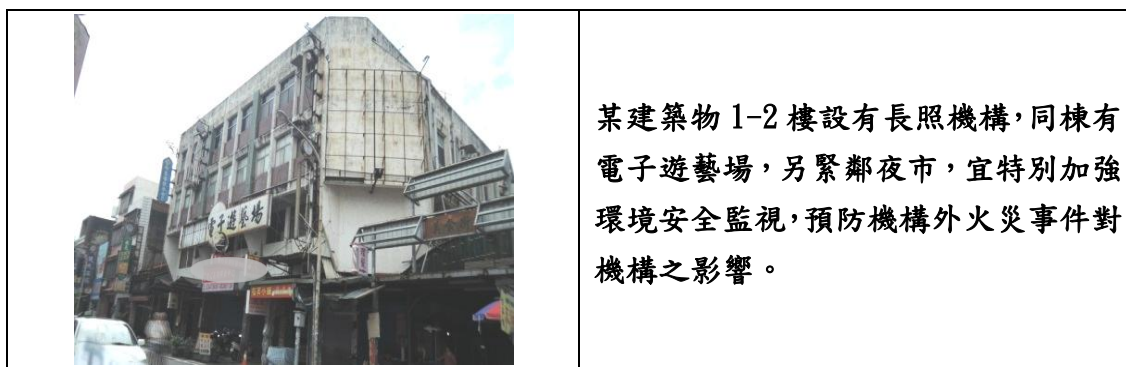 電子遊藝場
某建築物 1-2 樓設有長照機構，同棟有
電子遊藝場，另緊鄰夜市，宜特別加強
環境安全監視，預防機構外火災事件對
機構之影響。